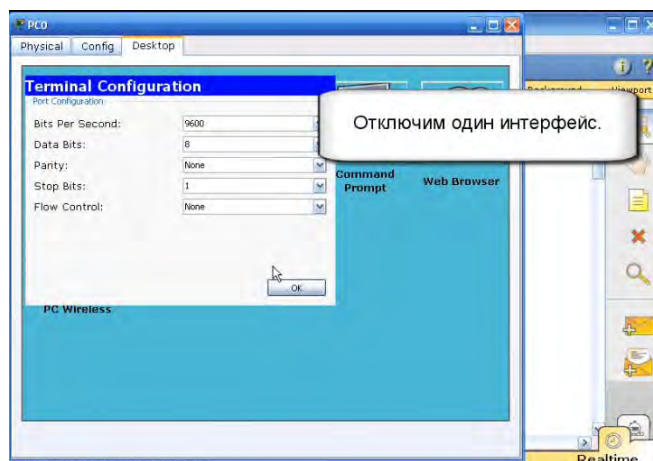 PC0
Physical Config Desktop
Terminal Configuration
Port Configuration
Bits Per Second: 9600
Data Bits: 8
Parity: None
Stop Bits: 1
Flow Control: None
OK
Отключим один интерфейс.
Command
Prompt
Web Browser
PC Wireless
Viewport
Realtime